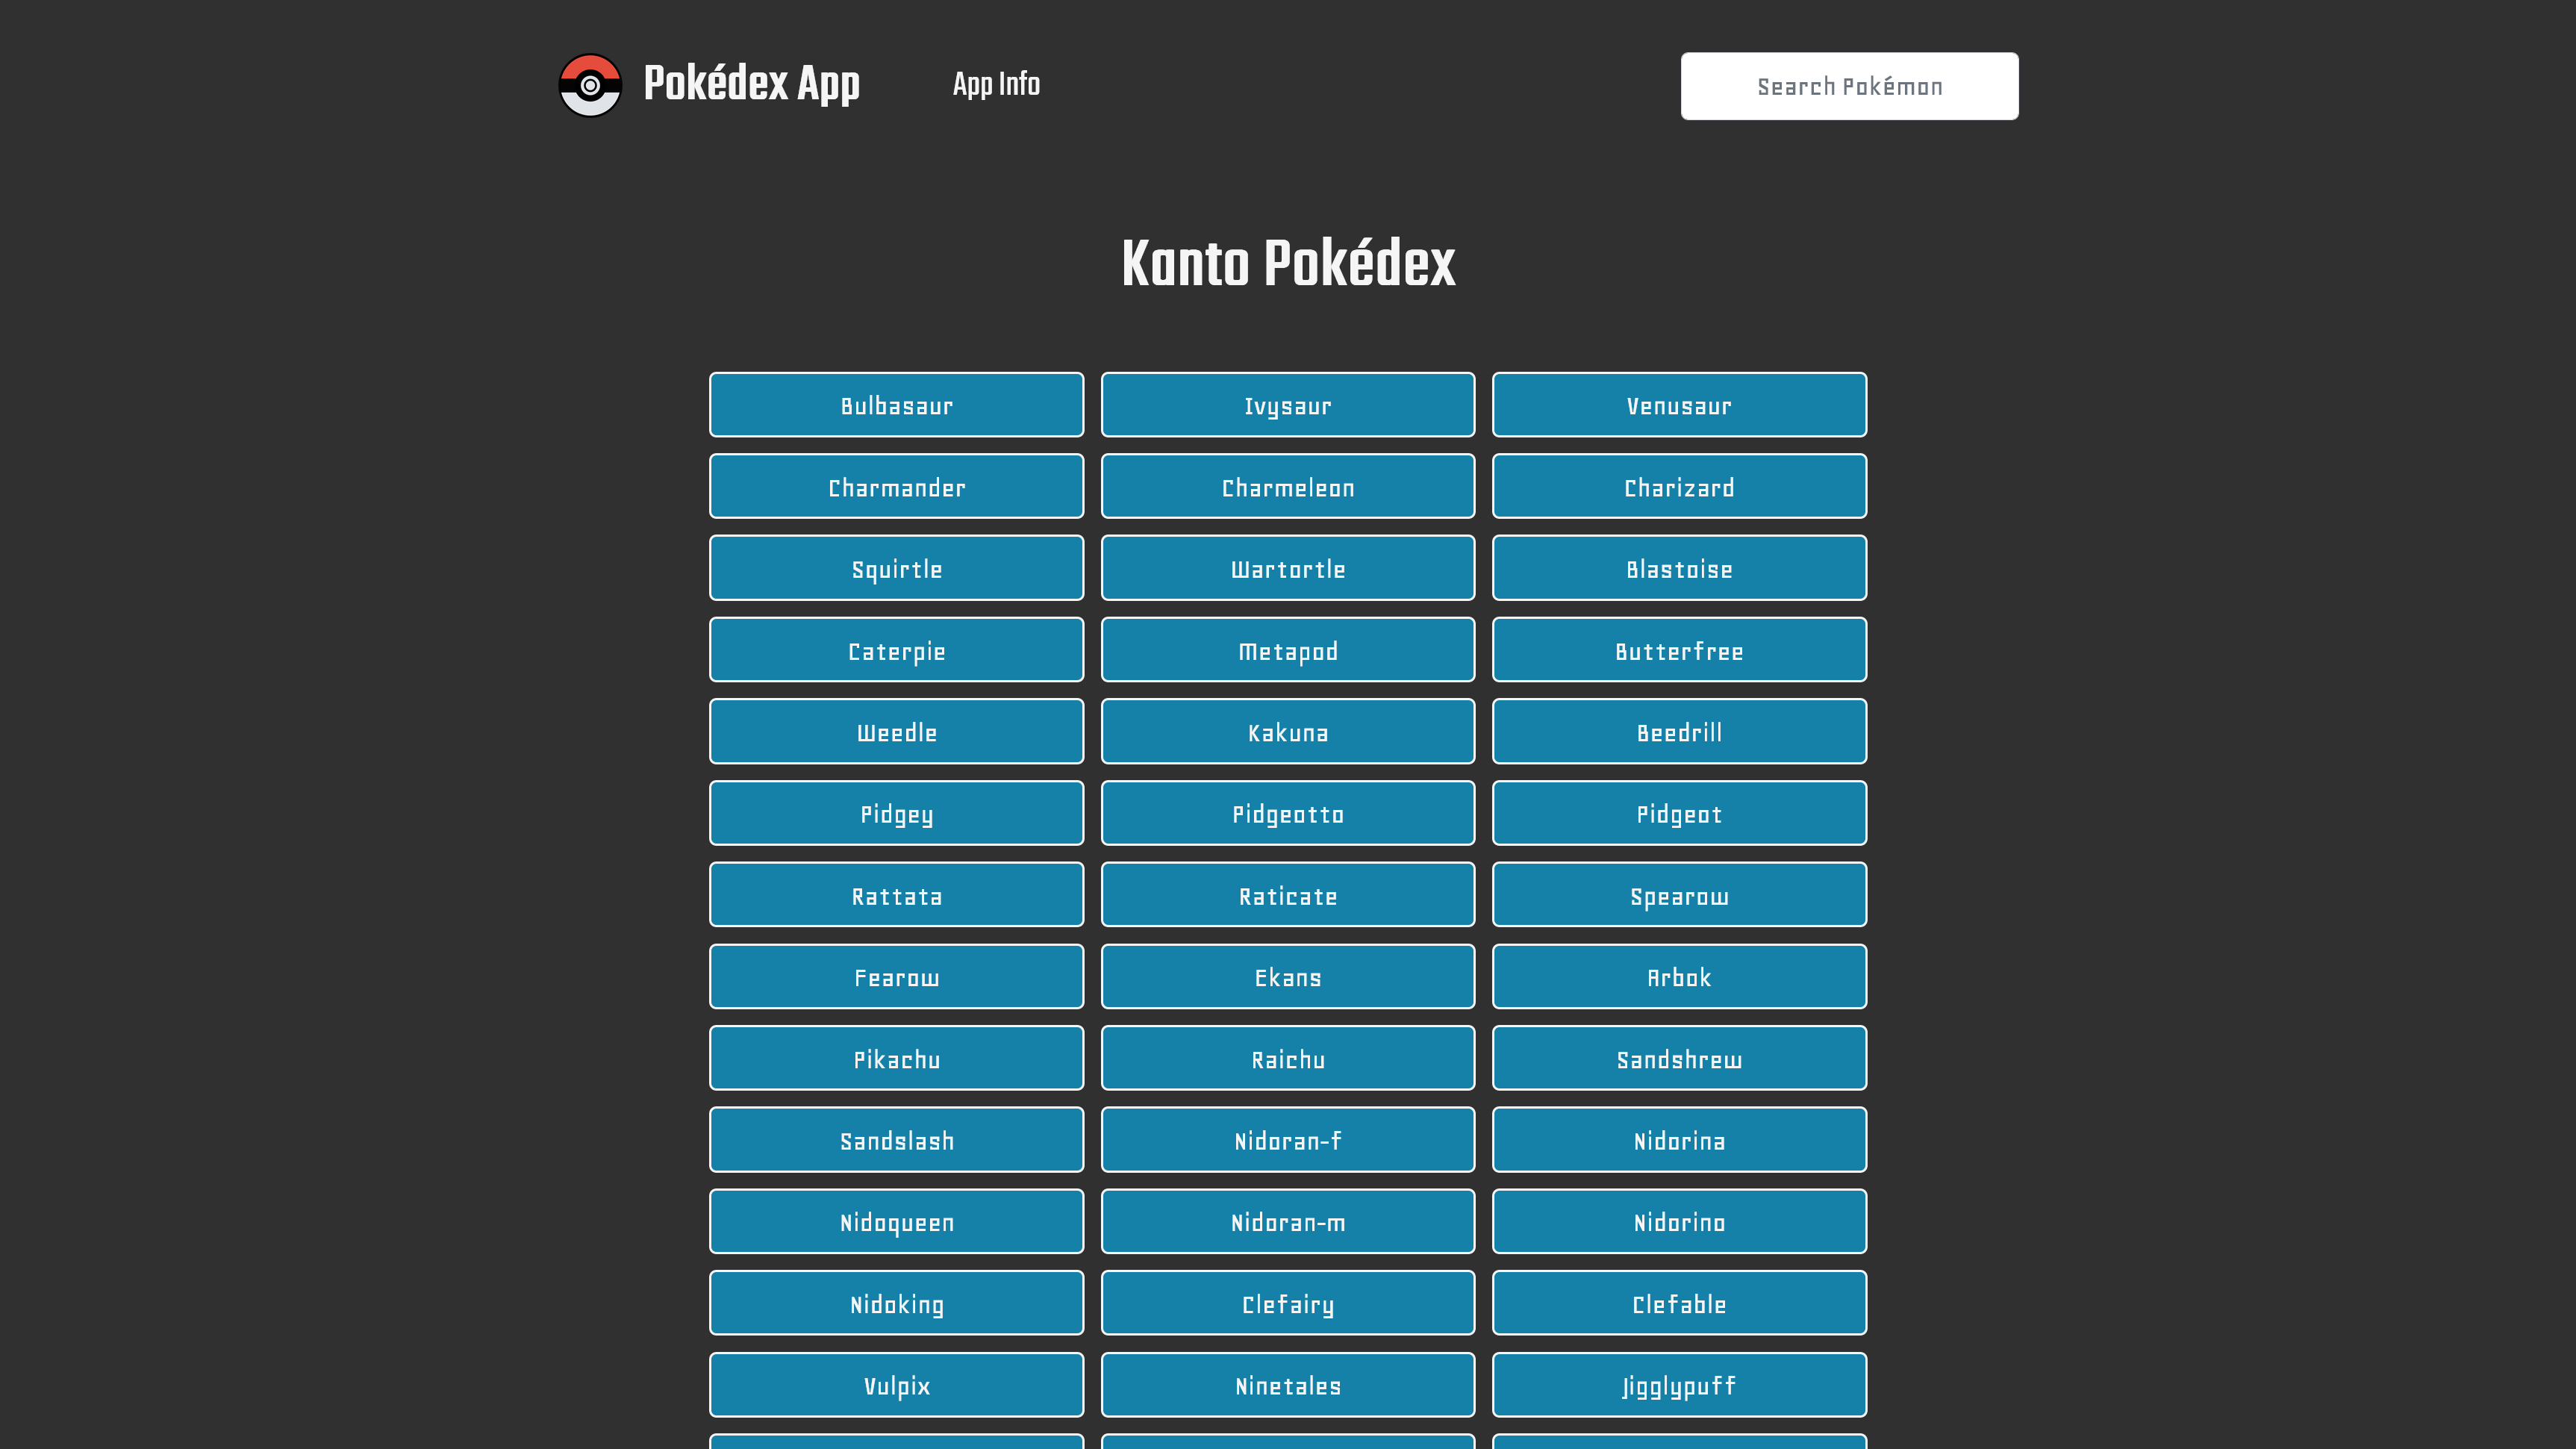 Pokédex App
App Info
Search Pokémon
Kanto Pokédex
Bulbasaur
Ivysaur
Venusaur
Charmander
Charmeleon
Charizard
Squirtle
Wartortle
Blastoise
Caterpie
Metapod
Butterfree
Weedle
Kakuna
Beedrill
Pidgey
Pidgeotto
Pidgeot
Rattata
Raticate
Spearow
Fearow
Ekans
Arbok
Pikachu
Raichu
Sandshrew
Sandslash
Nidoran-f
Nidorina
Nidoqueen
Nidoran-m
Nidorino
Nidoking
Clefairy
Clefable
Vulpix
Ninetales
Jigglypuff